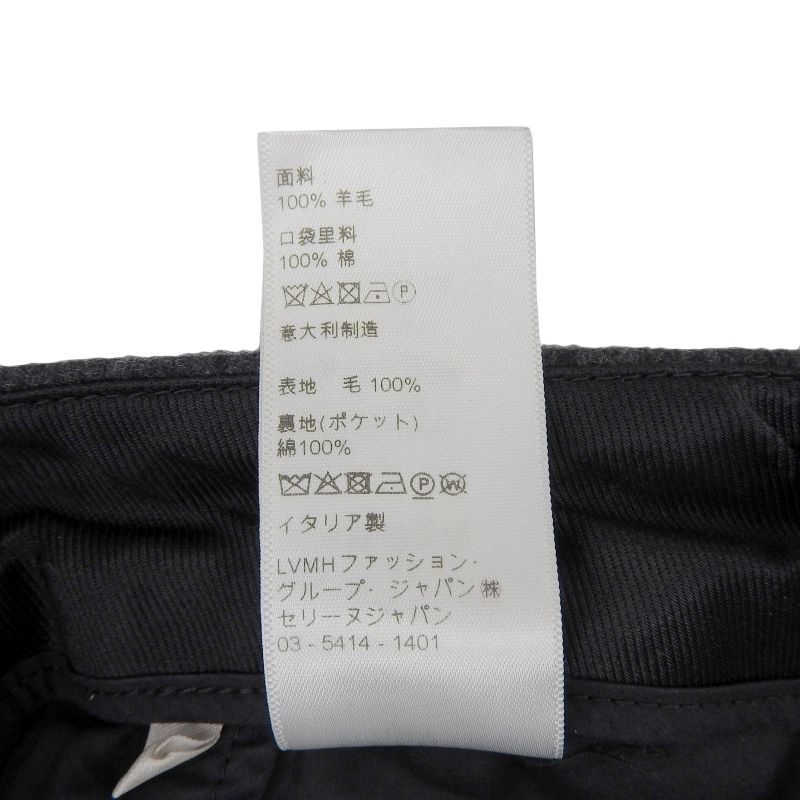 面料 :
100% 羊毛
口袋里料
100% 棉
P
意大利制造
表地 毛 100%
裏地(ポケット)
綿100%
P W
イタリア製
LVMHファッション･
グループ･ジャパン㈱
セリーヌジャパン
03 - 5414 - 1401